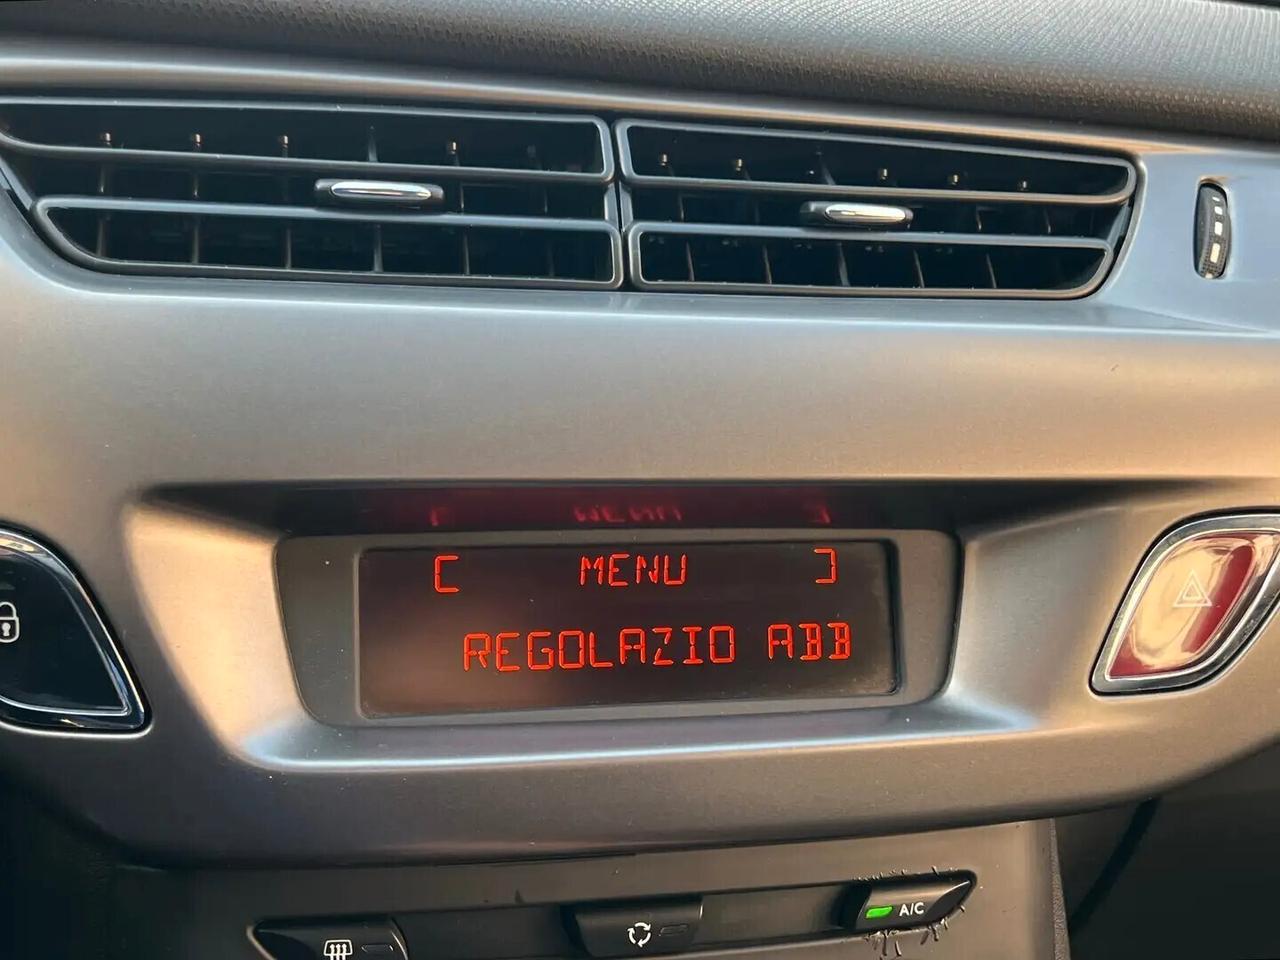 [ MENU ]
REGOLAZIO ABB
A/C